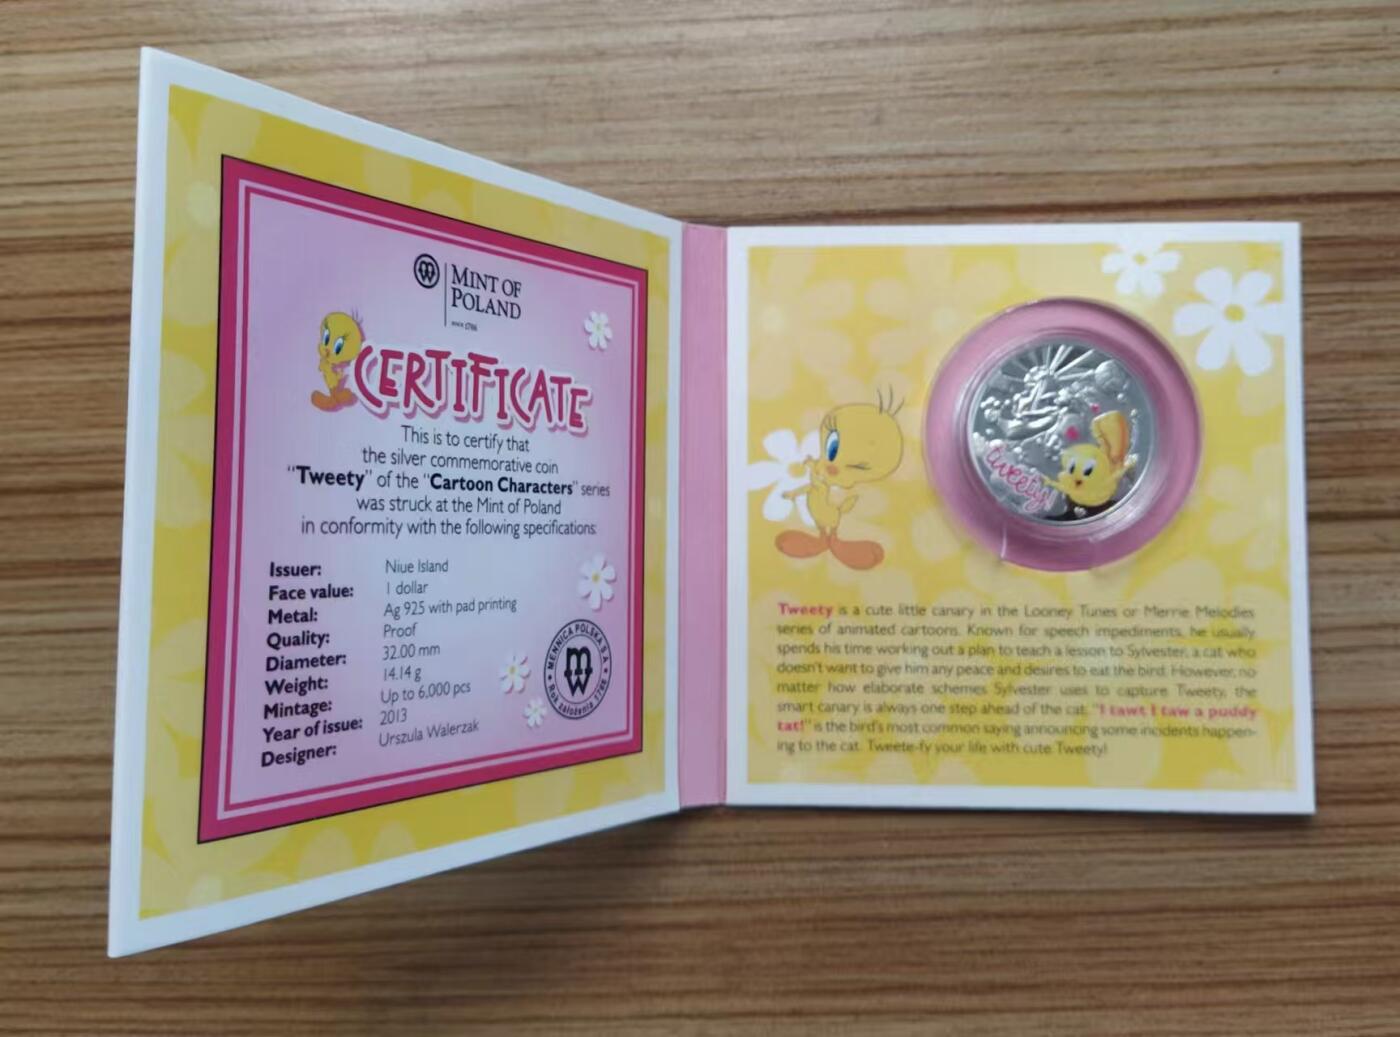 MINT OF
POLAND
SINCE 1766
CERTIFICATE
This is to certify that
the silver commemorative coin
"Tweety" of the "Cartoon Characters" series
was struck at the Mint of Poland
in conformity with the following specifications:
Issuer: Niue Island
Face value: 1 dollar
Metal: Ag 925 with pad printing
Quality: Proof
Diameter: 32.00 mm
Weight: 14.14 g
Mintage: Up to 6,000 pcs
Year of issue: 2013
Designer: Urszula Walerzak
MENNICA POLSKA S.A.
Rok założenia 1766
tweety!
Tweety is a cute little canary in the Looney Tunes or Merrie Melodies
series of animated cartoons. Known for speech impediments, he usually
spends his time working out a plan to teach a lesson to Sylvester, a cat who
doesn't want to give him any peace and desires to eat the bird. However, no
matter how elaborate schemes Sylvester uses to capture Tweety, the
smart canary is always one step ahead of the cat. "I tawt I taw a puddy
tat!" is the bird's most common saying announcing some incidents happen-
ing to the cat. Tweete-fy your life with cute Tweety!